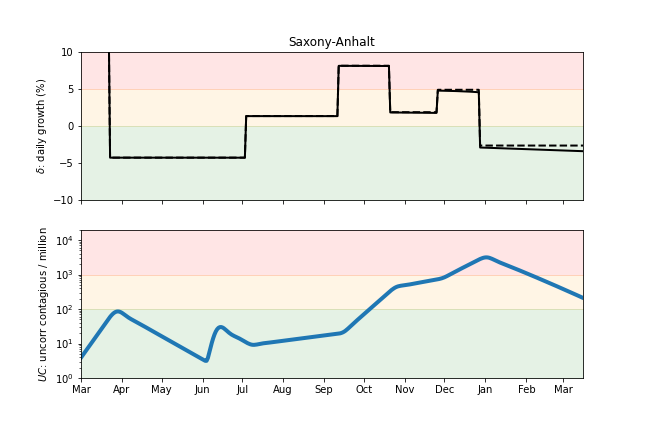 Saxony-Anhalt
δ: daily growth (%)
10
5
0
−5
−10
UC: uncorr contagious / million
10⁴
10³
10²
10¹
10⁰
Mar Apr May Jun Jul Aug Sep Oct Nov Dec Jan Feb Mar